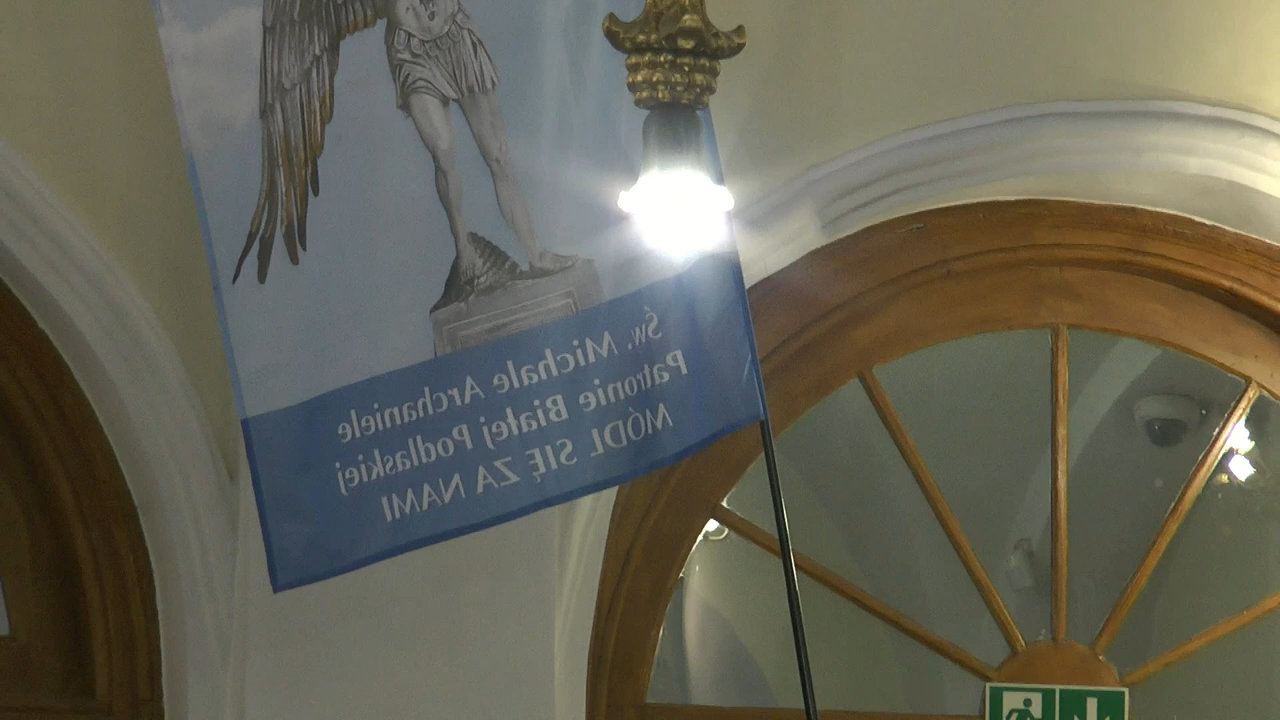 Św. Michale Archaniele
Patronie Białej Podlaskiej
MÓDL SIĘ ZA NAMI